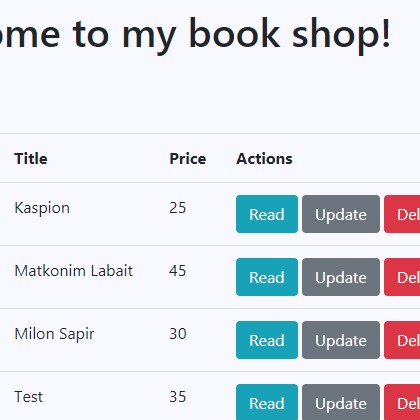 ome to my book shop!
Title Price Actions
Kaspion 25 Read Update Del
Matkonim Labait 45 Read Update Del
Milon Sapir 30 Read Update Del
Test 35 Read Update Del